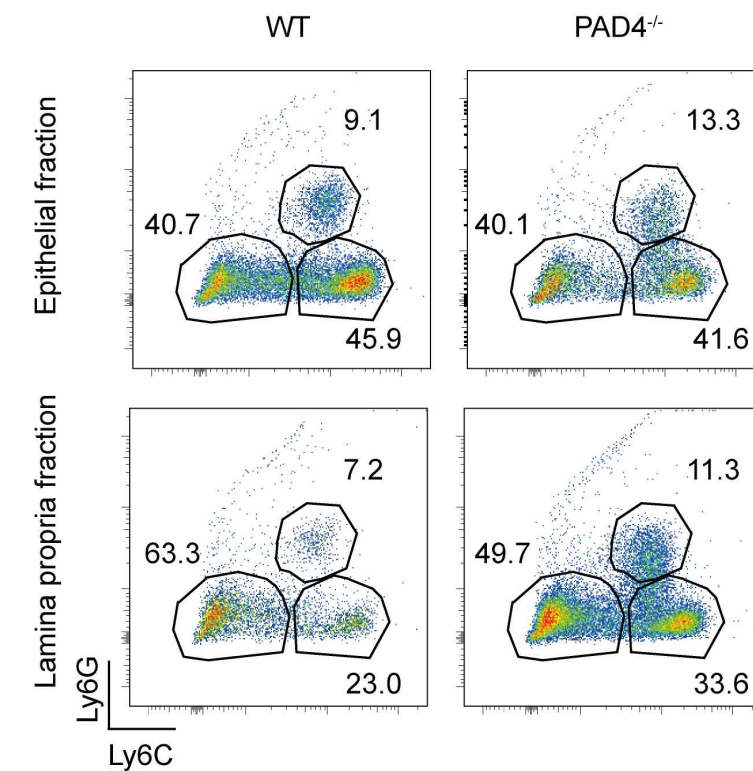 WT
PAD4-/-
Epithelial fraction
9.1
13.3
40.7
40.1
45.9
41.6
Lamina propria fraction
7.2
11.3
63.3
49.7
23.0
33.6
Ly6G
Ly6C